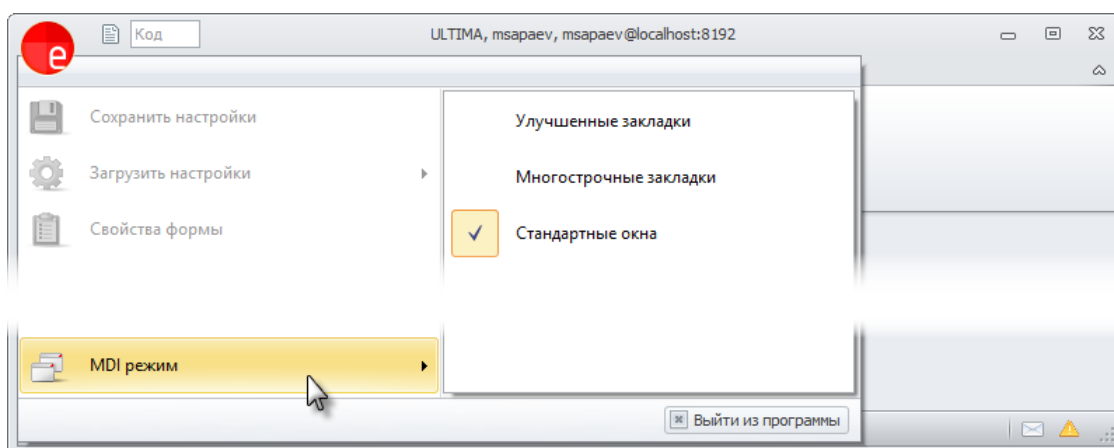 e
Код
ULTIMA, msapaev, msapaev@localhost:8192
Сохранить настройки
Загрузить настройки
Свойства формы
MDI режим
Улучшенные закладки
Многострочные закладки
Стандартные окна
Выйти из программы